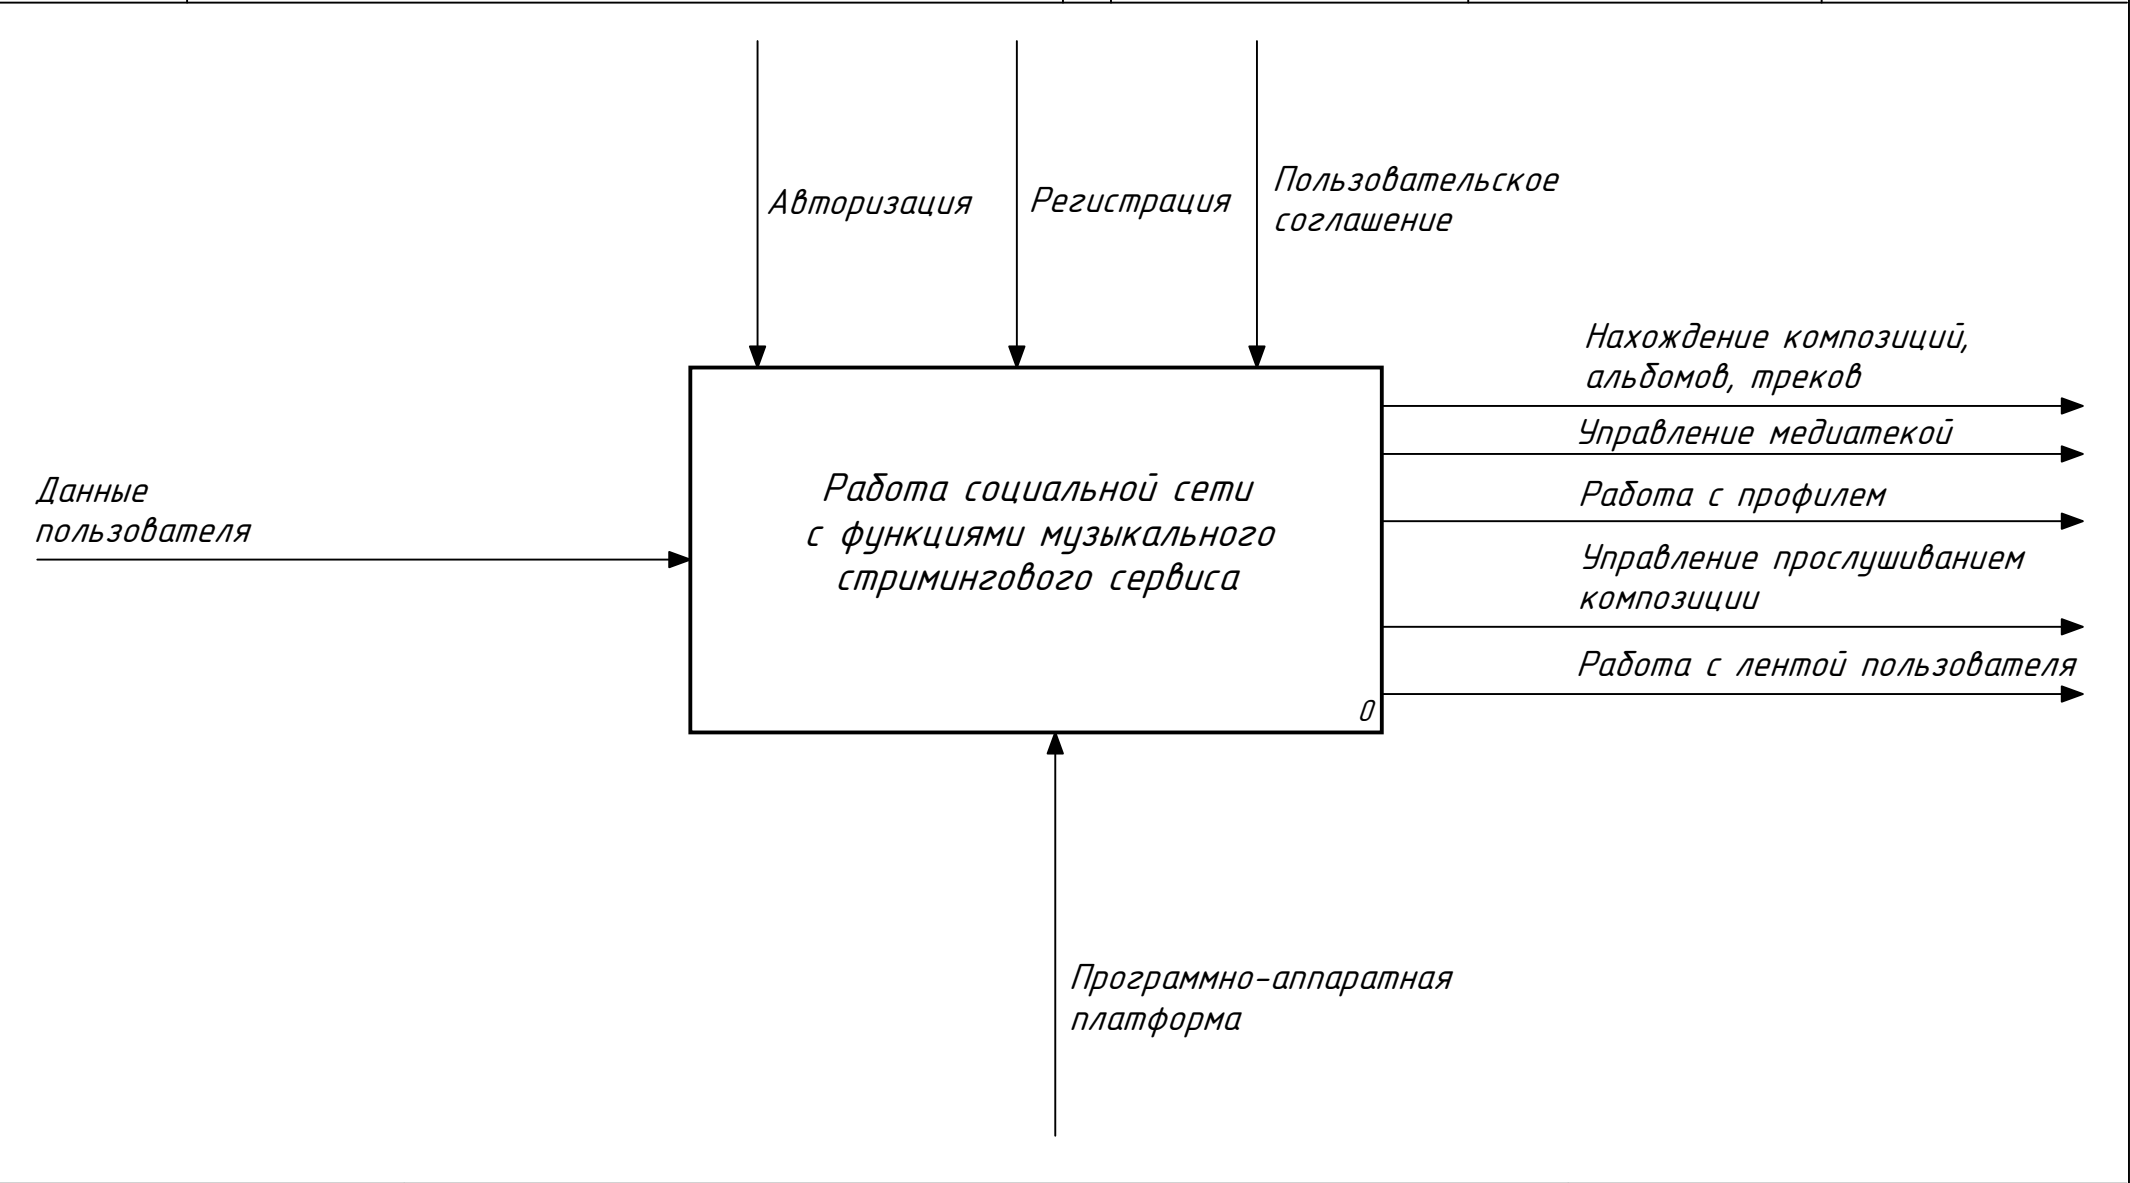 Авторизация
Регистрация
Пользовательское
соглашение
Нахождение композиций,
альбомов, треков
Управление медиатекой
Работа с профилем
Управление прослушиванием
композиции
Работа с лентой пользователя
Данные
пользователя
Работа социальной сети
с функциями музыкального
стримингового сервиса
0
Программно-аппаратная
платформа